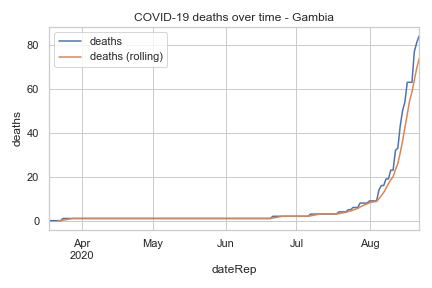 COVID-19 deaths over time - Gambia
deaths
deaths (rolling)
80
60
40
20
0
deaths
Apr
2020
May
Jun
Jul
Aug
dateRep